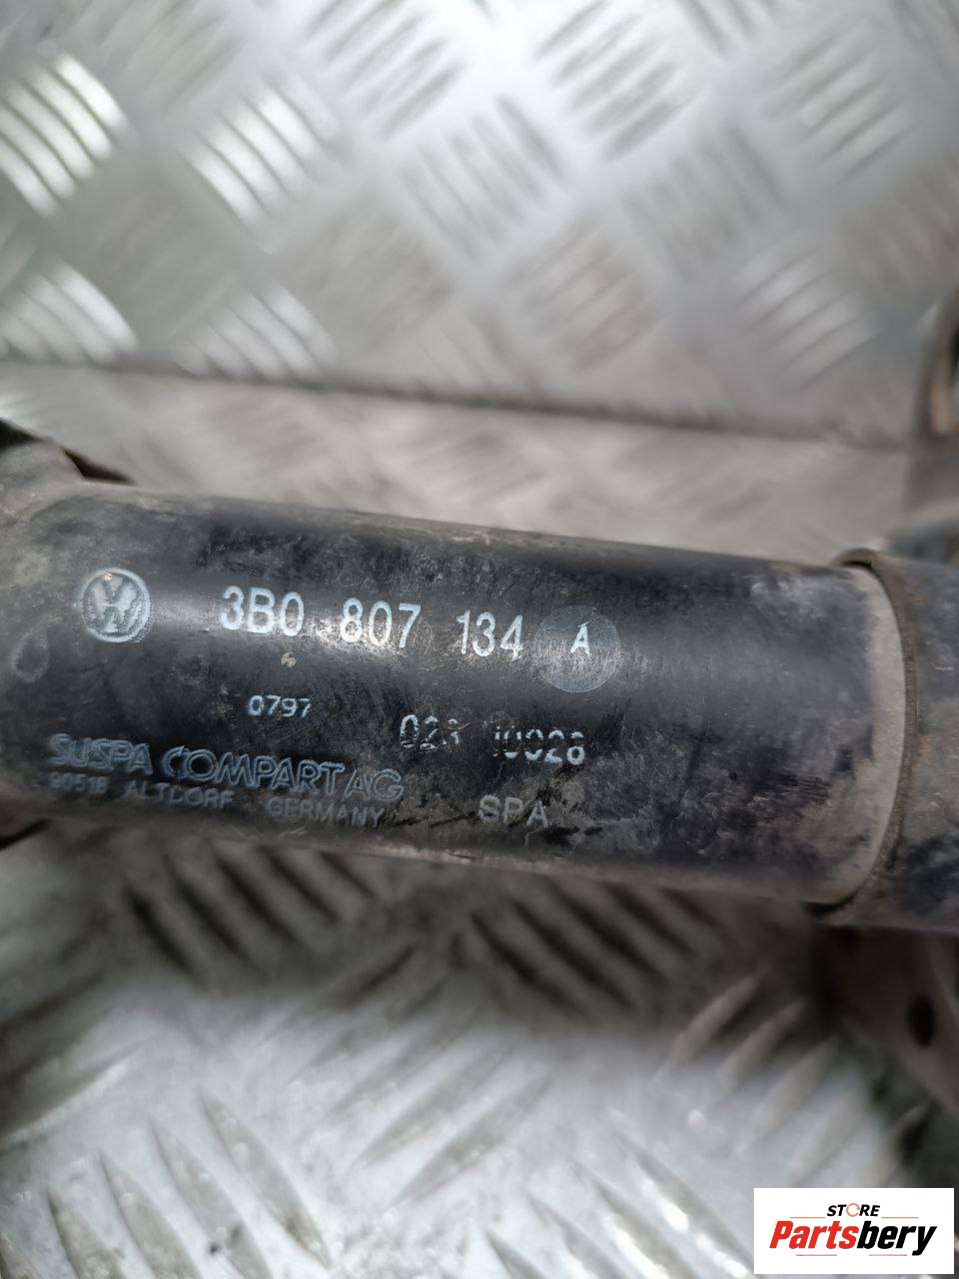 3B0 807 134 A
0797
SUSPA COMPART AG
ALTDORF GERMANY
SPA
STORE
Partsbery